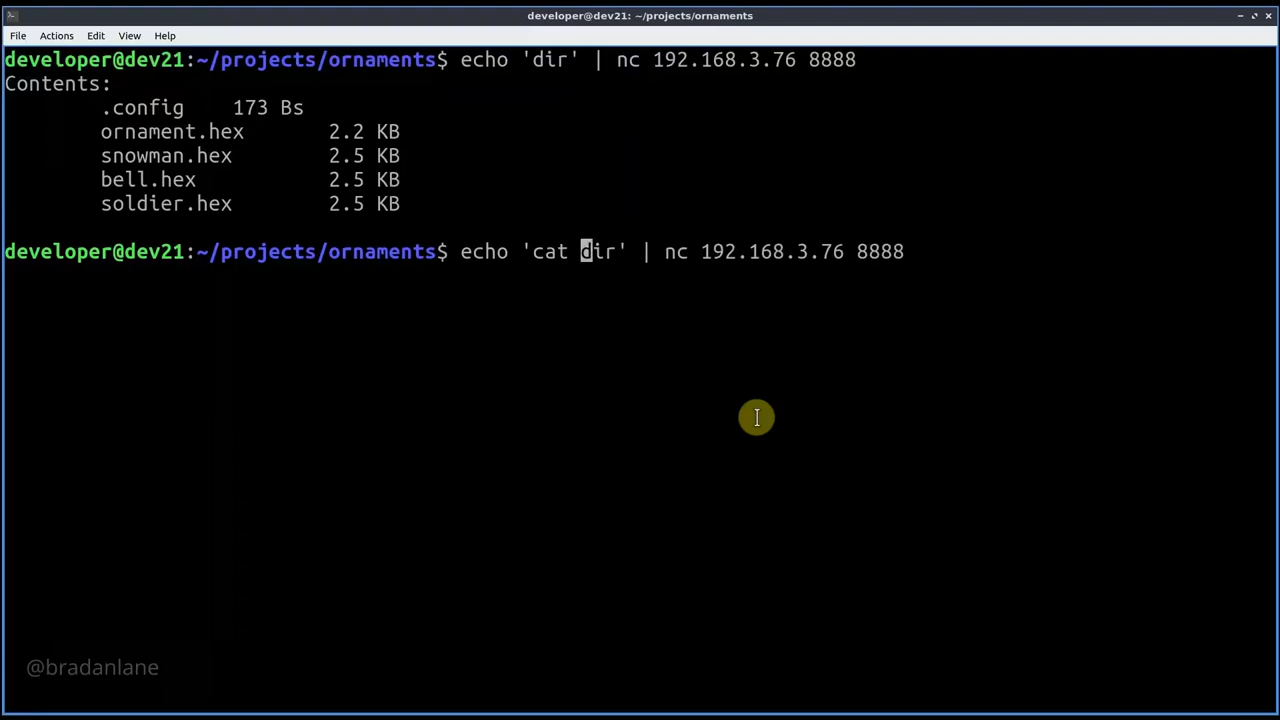 developer@dev21: ~/projects/ornaments
File Actions Edit View Help
developer@dev21:~/projects/ornaments$ echo 'dir' | nc 192.168.3.76 8888
Contents:
.config 173 Bs
ornament.hex 2.2 KB
snowman.hex 2.5 KB
bell.hex 2.5 KB
soldier.hex 2.5 KB
developer@dev21:~/projects/ornaments$ echo 'cat dir' | nc 192.168.3.76 8888
@bradanlane